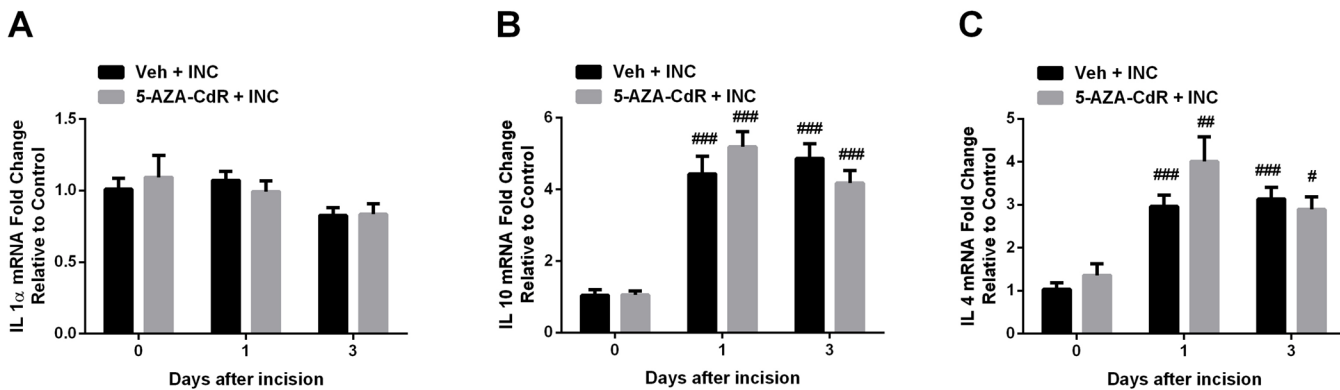 A
Veh + INC
5-AZA-CdR + INC
IL 1α mRNA Fold Change
Relative to Control
1.5
1.0
0.5
0.0
0 1 3
Days after incision
B
Veh + INC
5-AZA-CdR + INC
IL 10 mRNA Fold Change
Relative to Control
6
4
2
0
### ### ### ###
0 1 3
Days after incision
C
Veh + INC
5-AZA-CdR + INC
IL 4 mRNA Fold Change
Relative to Control
5
4
3
2
1
0
### ## ### #
0 1 3
Days after incision